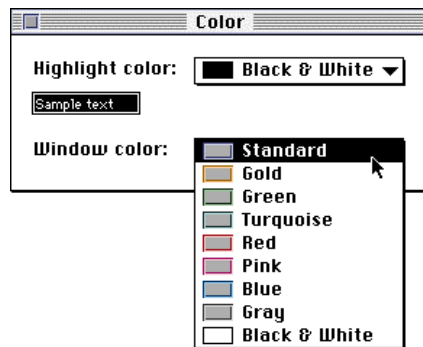 Color
Highlight color: Black & White
Sample text
Window color: Standard
Gold
Green
Turquoise
Red
Pink
Blue
Gray
Black & White